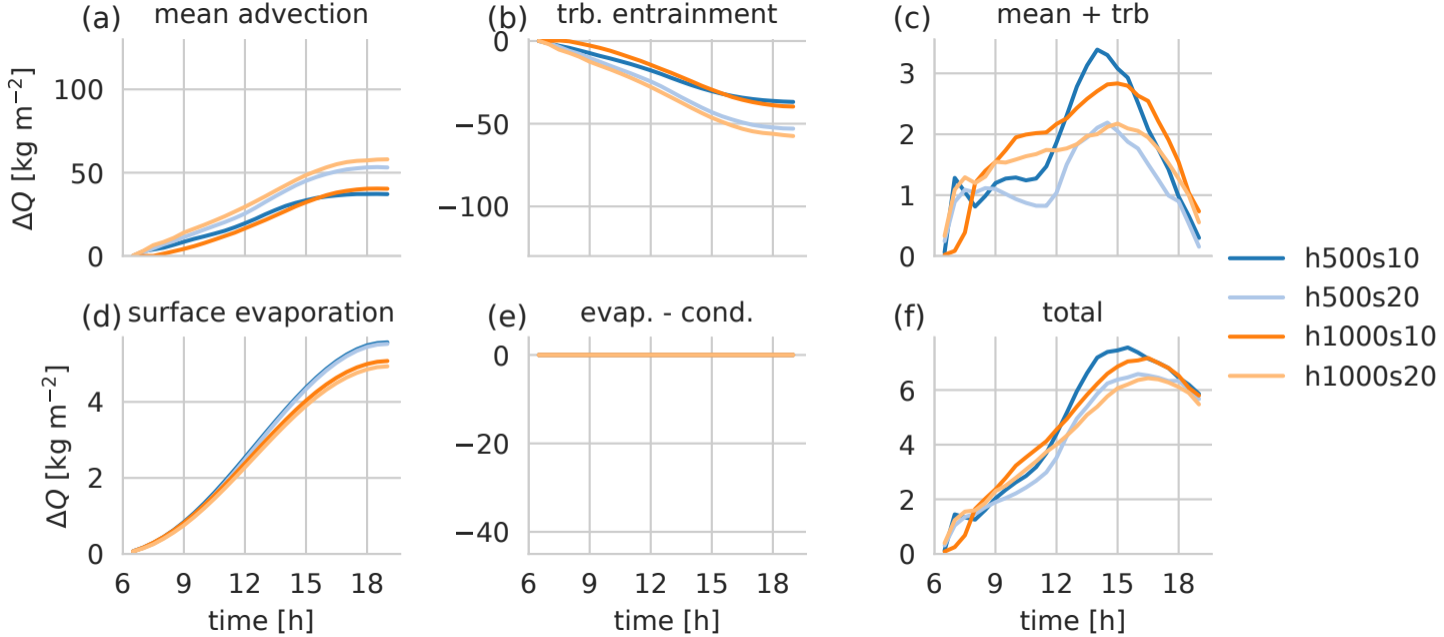 (a) mean advection
(b) trb. entrainment
(c) mean + trb
ΔQ [kg m⁻²]
100
50
0
0
−50
−100
3
2
1
0
h500s10
h500s20
h1000s10
h1000s20
(d) surface evaporation
(e) evap. - cond.
(f) total
ΔQ [kg m⁻²]
4
2
0
0
−20
−40
6
4
2
0
6 9 12 15 18
6 9 12 15 18
6 9 12 15 18
time [h]
time [h]
time [h]